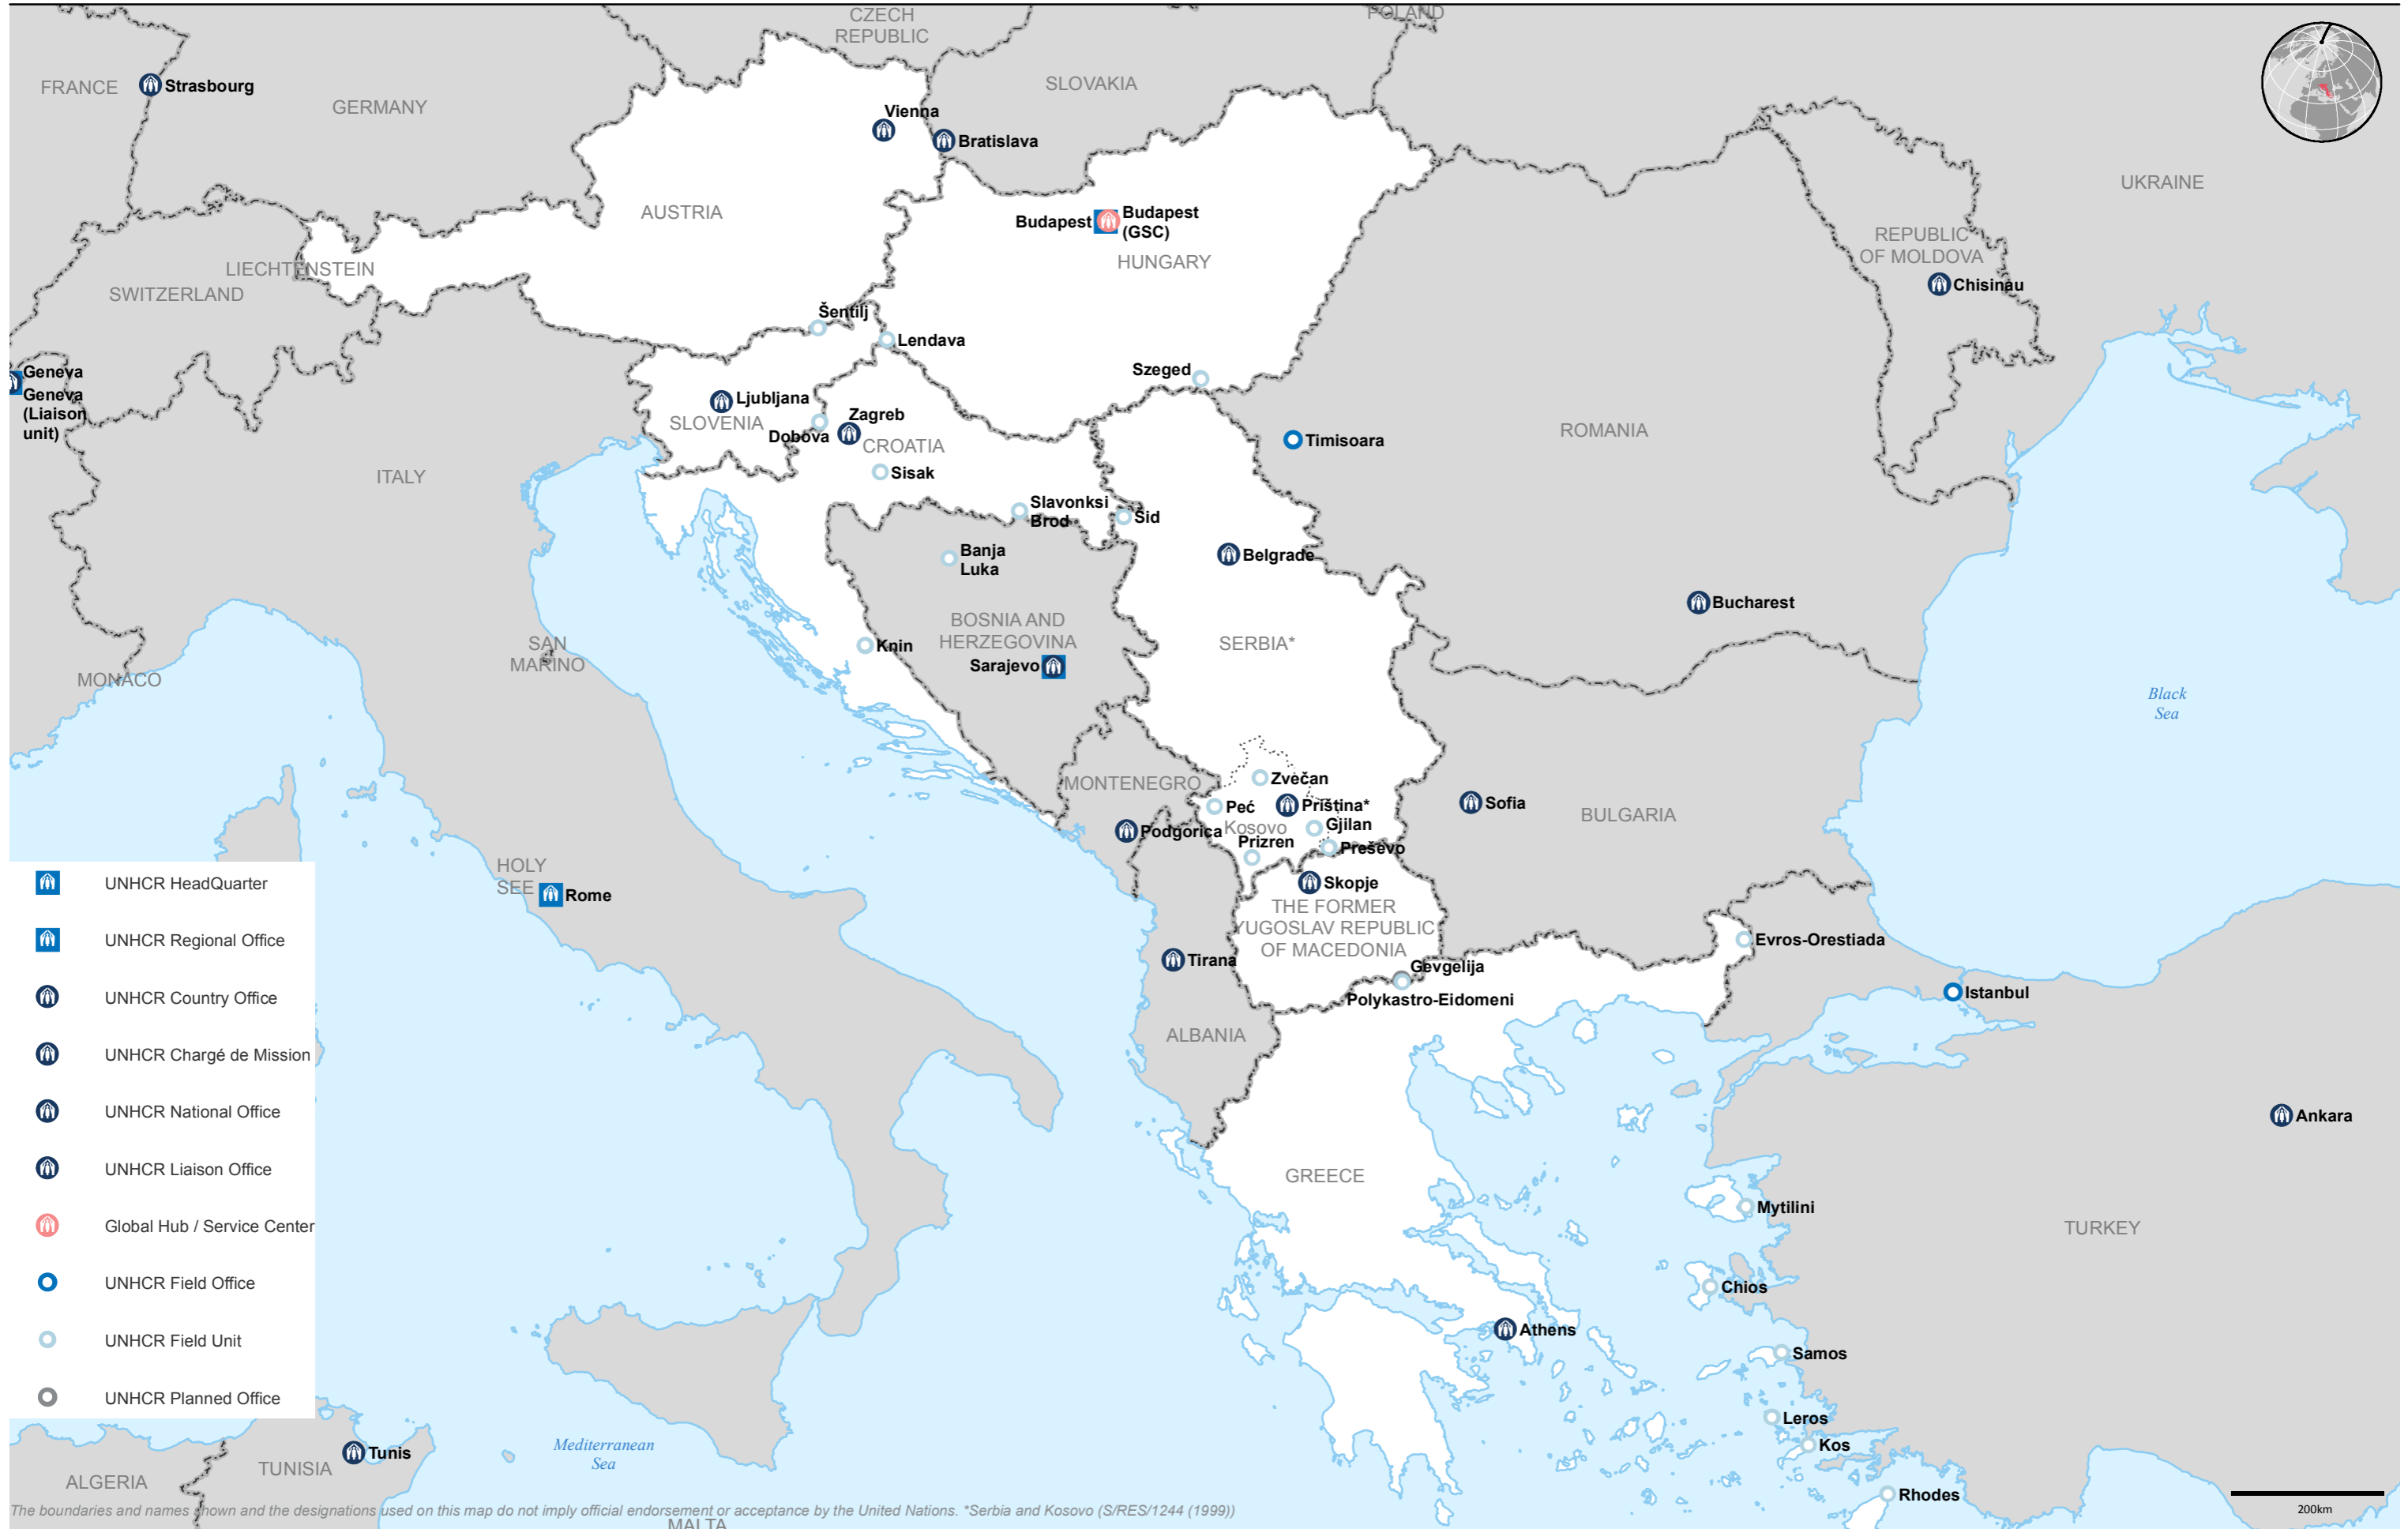 CZECH
REPUBLIC
POLAND
FRANCE
Strasbourg
GERMANY
SLOVAKIA
Vienna
Bratislava
UKRAINE
AUSTRIA
Budapest
Budapest
(GSC)
HUNGARY
REPUBLIC
OF MOLDOVA
Chisinau
LIECHTENSTEIN
SWITZERLAND
Šentilj
Lendava
Geneva
Geneva
(Liaison
unit)
Szeged
Ljubljana
SLOVENIA
Zagreb
Dobova
CROATIA
Timisoara
ROMANIA
ITALY
Sisak
Slavonksi
Brod
Šid
Banja
Luka
Belgrade
Bucharest
BOSNIA AND
HERZEGOVINA
Sarajevo
SERBIA*
Knin
SAN
MARINO
MONACO
Black
Sea
MONTENEGRO
Zvečan
Peć
Priština*
Kosovo
Gjilan
Prizren
Preševo
Podgorica
Sofia
BULGARIA
HOLY
SEE
Rome
Skopje
THE FORMER
YUGOSLAV REPUBLIC
OF MACEDONIA
Tirana
Gevgelija
Polykastro-Eidomeni
Evros-Orestiada
Istanbul
ALBANIA
Ankara
GREECE
Mytilini
TURKEY
Chios
Athens
Samos
Leros
Kos
Rhodes
UNHCR HeadQuarter
UNHCR Regional Office
UNHCR Country Office
UNHCR Chargé de Mission
UNHCR National Office
UNHCR Liaison Office
Global Hub / Service Center
UNHCR Field Office
UNHCR Field Unit
UNHCR Planned Office
Tunis
TUNISIA
ALGERIA
Mediterranean
Sea
200km
The boundaries and names shown and the designations used on this map do not imply official endorsement or acceptance by the United Nations. *Serbia and Kosovo (S/RES/1244 (1999))
MALTA